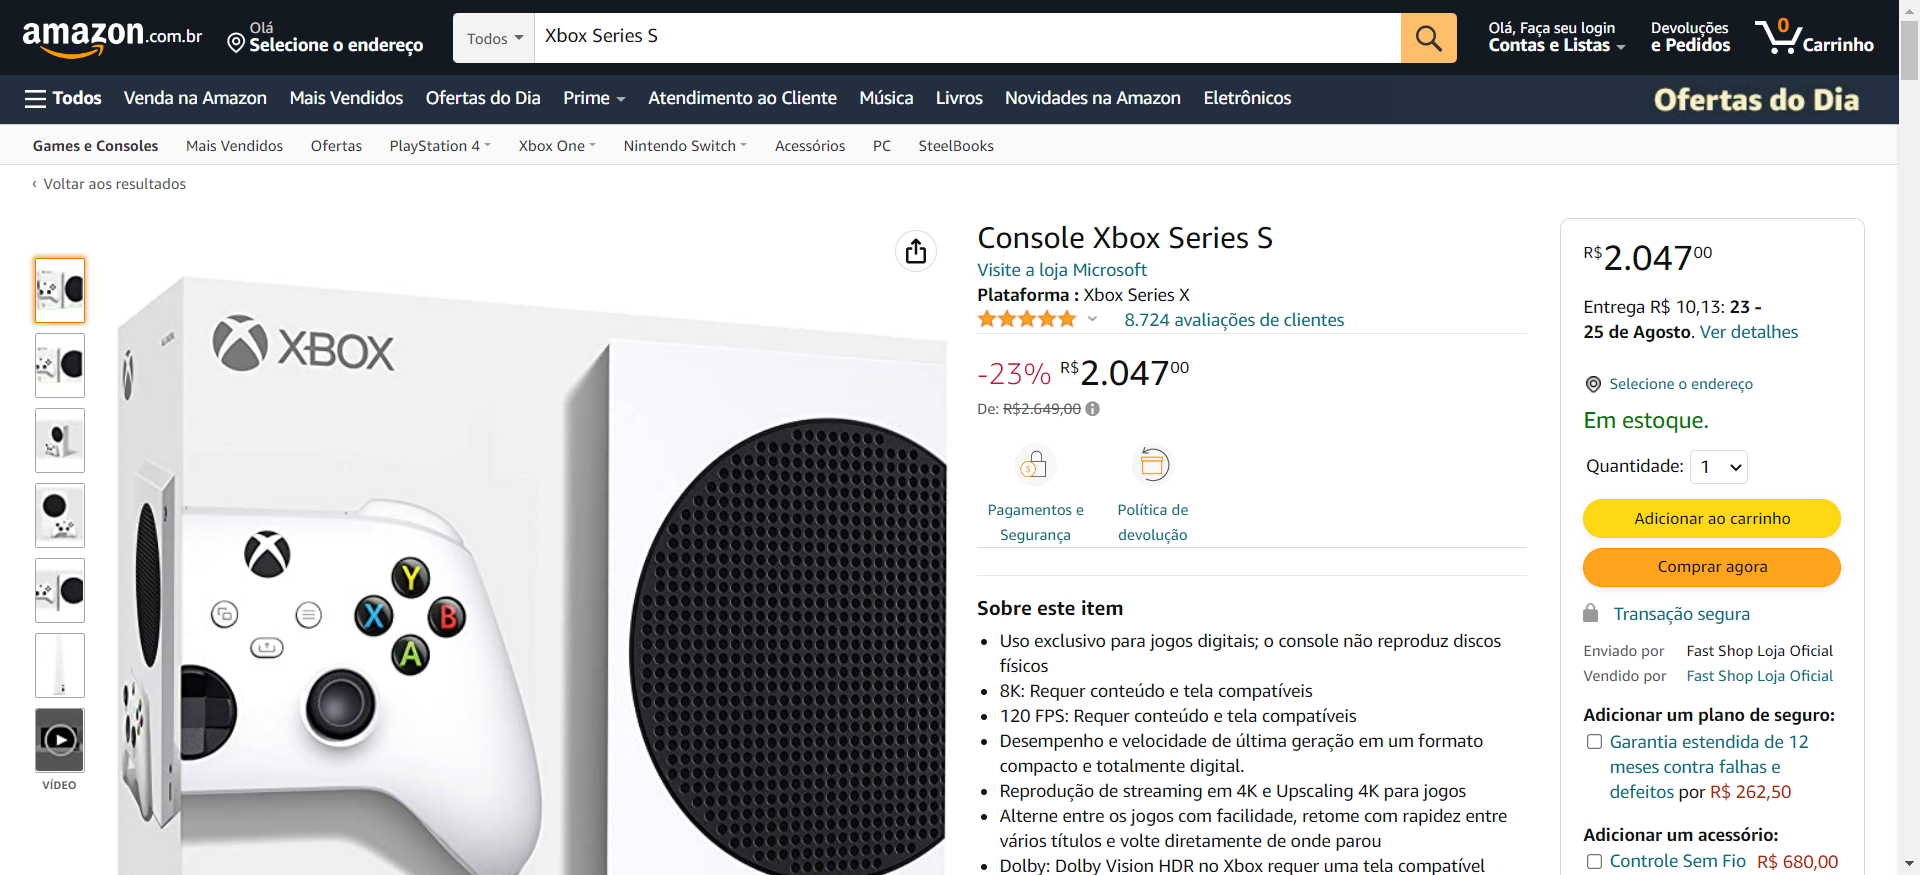 amazon.com.br
Olá
Selecione o endereço
Todos
Xbox Series S
Olá, Faça seu login
Contas e Listas
Devoluções
e Pedidos
0
Carrinho
Todos
Venda na Amazon
Mais Vendidos
Ofertas do Dia
Prime
Atendimento ao Cliente
Música
Livros
Novidades na Amazon
Eletrônicos
Ofertas do Dia
Games e Consoles
Mais Vendidos
Ofertas
PlayStation 4
Xbox One
Nintendo Switch
Acessórios
PC
SteelBooks
‹ Voltar aos resultados
VÍDEO
XBOX
Y
X
B
A
Console Xbox Series S
Visite a loja Microsoft
Plataforma : Xbox Series X
8.724 avaliações de clientes
-23% R$2.04700
De: R$2.649,00
Pagamentos e
Segurança
Política de
devolução
Sobre este item
• Uso exclusivo para jogos digitais; o console não reproduz discos
físicos
• 8K: Requer conteúdo e tela compatíveis
• 120 FPS: Requer conteúdo e tela compatíveis
• Desempenho e velocidade de última geração em um formato
compacto e totalmente digital.
• Reprodução de streaming em 4K e Upscaling 4K para jogos
• Alterne entre os jogos com facilidade, retome com rapidez entre
vários títulos e volte diretamente de onde parou
• Dolby: Dolby Vision HDR no Xbox requer uma tela compatível
R$2.04700
Entrega R$ 10,13: 23 -
25 de Agosto. Ver detalhes
Selecione o endereço
Em estoque.
Quantidade: 1
Adicionar ao carrinho
Comprar agora
Transação segura
Enviado por Fast Shop Loja Oficial
Vendido por Fast Shop Loja Oficial
Adicionar um plano de seguro:
Garantia estendida de 12
meses contra falhas e
defeitos por R$ 262,50
Adicionar um acessório:
Controle Sem Fio R$ 680,00